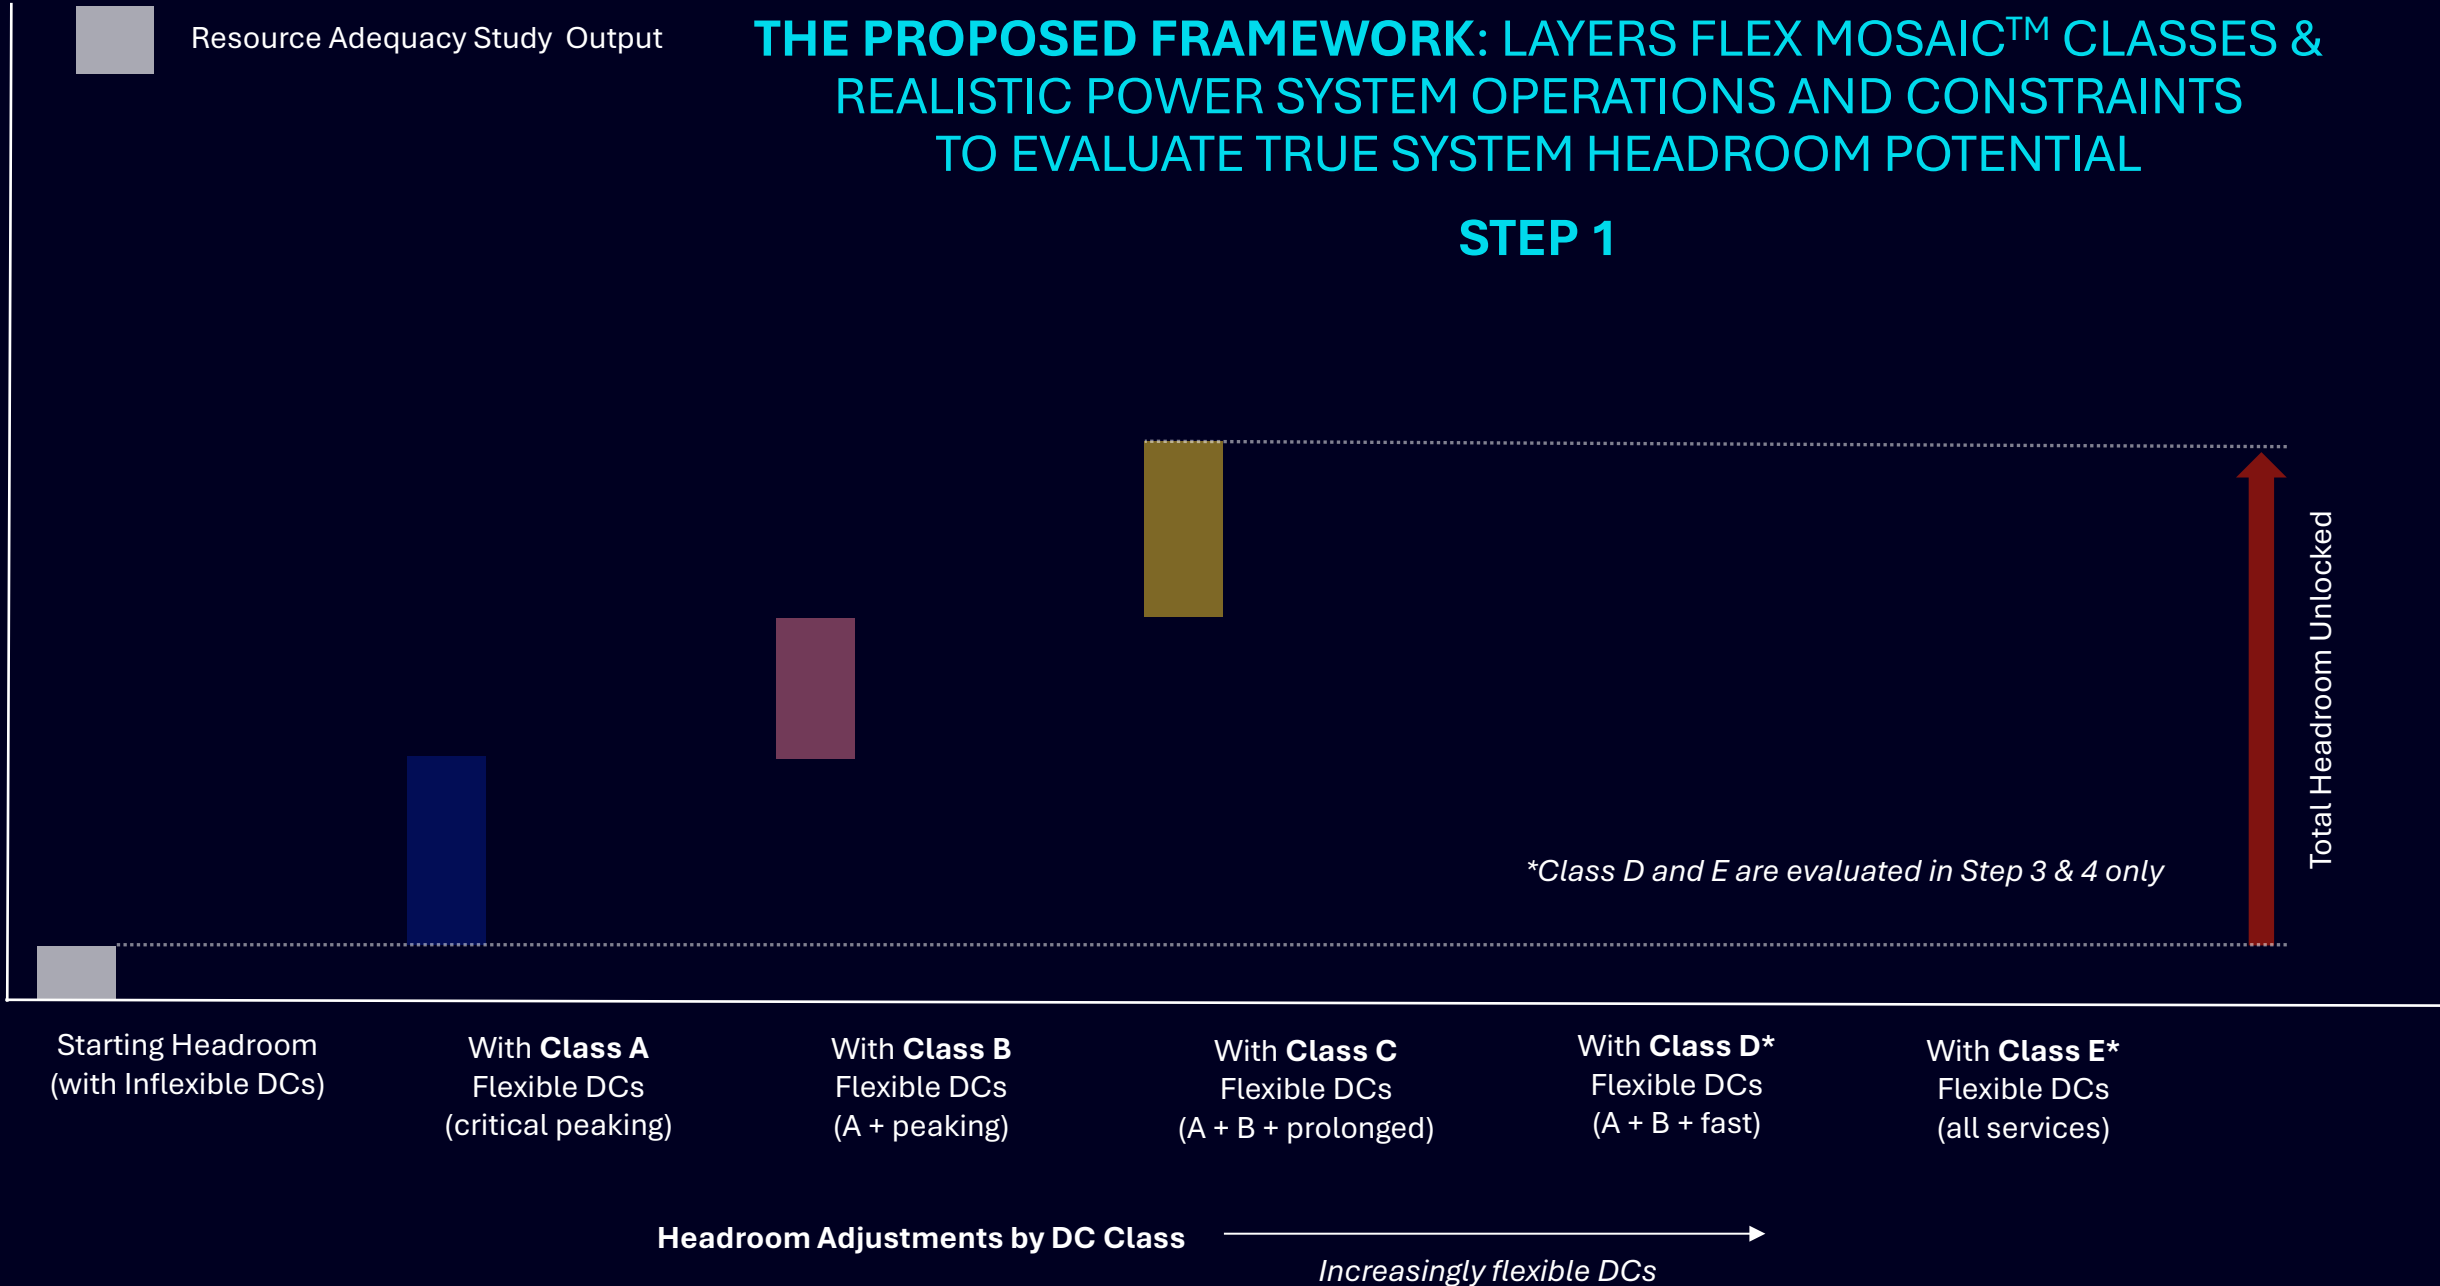 Resource Adequacy Study Output
THE PROPOSED FRAMEWORK: LAYERS FLEX MOSAIC™ CLASSES &
REALISTIC POWER SYSTEM OPERATIONS AND CONSTRAINTS
TO EVALUATE TRUE SYSTEM HEADROOM POTENTIAL
STEP 1
Total Headroom Unlocked
*Class D and E are evaluated in Step 3 & 4 only
Starting Headroom
(with Inflexible DCs)
With Class A
Flexible DCs
(critical peaking)
With Class B
Flexible DCs
(A + peaking)
With Class C
Flexible DCs
(A + B + prolonged)
With Class D*
Flexible DCs
(A + B + fast)
With Class E*
Flexible DCs
(all services)
Headroom Adjustments by DC Class
Increasingly flexible DCs